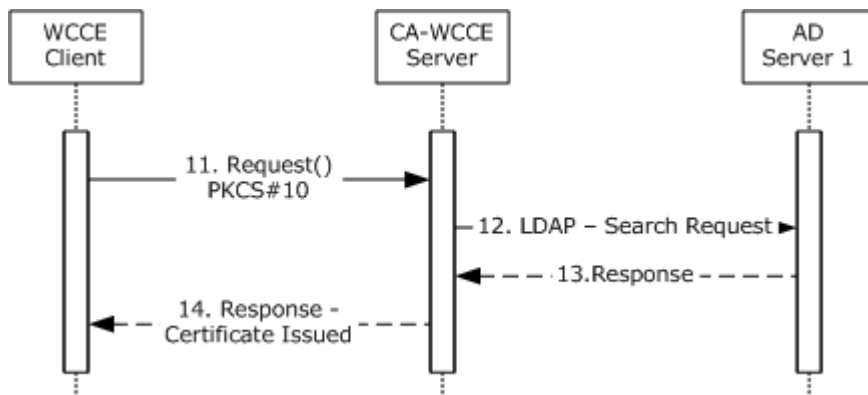 WCCE
Client
CA-WCCE
Server
AD
Server 1
11. Request()
PKCS#10
12. LDAP – Search Request
13.Response
14. Response -
Certificate Issued